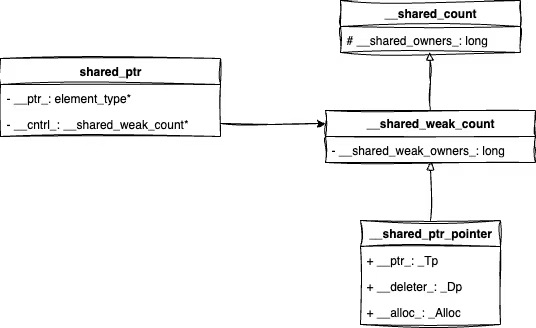 __shared_count
# __shared_owners_: long
shared_ptr
- __ptr_: element_type*
- __cntrl_: __shared_weak_count*
__shared_weak_count
- __shared_weak_owners_: long
__shared_ptr_pointer
+ __ptr_: _Tp
+ __deleter_: _Dp
+ __alloc_: _Alloc